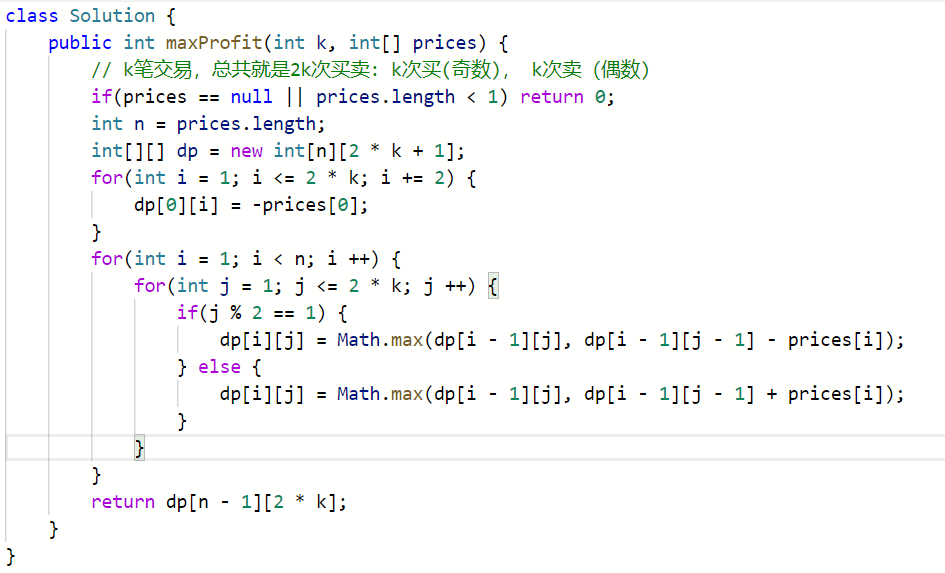 class Solution {
    public int maxProfit(int k, int[] prices) {
        // k笔交易，总共就是2k次买卖：k次买(奇数)， k次卖（偶数）
        if(prices == null || prices.length < 1) return 0;
        int n = prices.length;
        int[][] dp = new int[n][2 * k + 1];
        for(int i = 1; i <= 2 * k; i += 2) {
            dp[0][i] = -prices[0];
        }
        for(int i = 1; i < n; i ++) {
            for(int j = 1; j <= 2 * k; j ++) {
                if(j % 2 == 1) {
                    dp[i][j] = Math.max(dp[i - 1][j], dp[i - 1][j - 1] - prices[i]);
                } else {
                    dp[i][j] = Math.max(dp[i - 1][j], dp[i - 1][j - 1] + prices[i]);
                }
            }
        }
        return dp[n - 1][2 * k];
    }
}